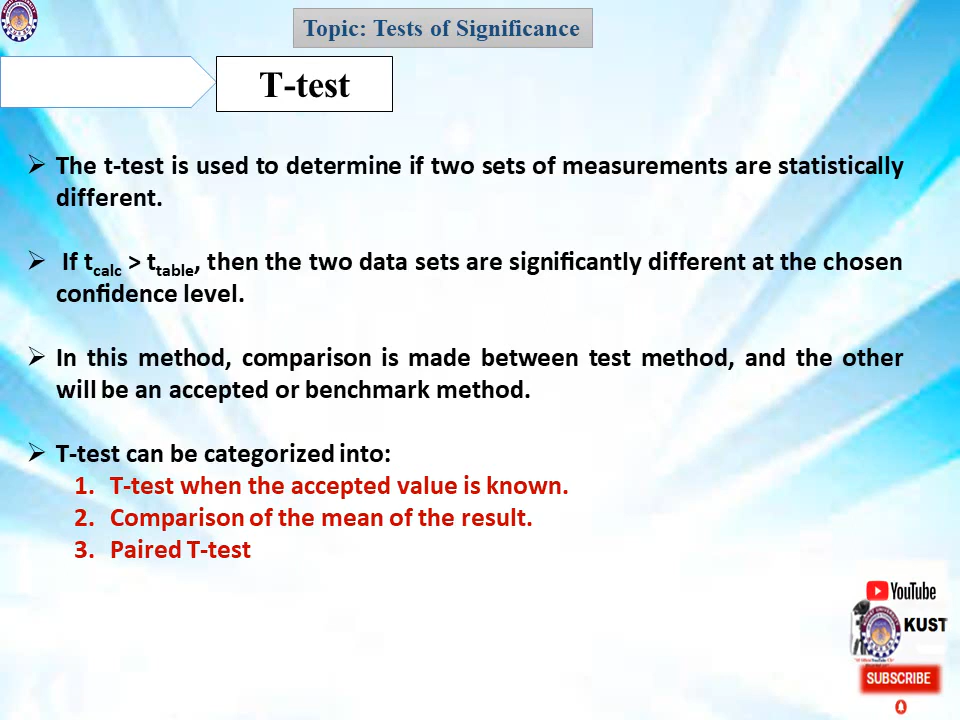 Topic: Tests of Significance
T-test
➢ The t-test is used to determine if two sets of measurements are statistically
different.
➢ If tcalc > ttable, then the two data sets are significantly different at the chosen
confidence level.
➢ In this method, comparison is made between test method, and the other
will be an accepted or benchmark method.
➢ T-test can be categorized into:
1. T-test when the accepted value is known.
2. Comparison of the mean of the result.
3. Paired T-test
YouTube
KUST
SUBSCRIBE